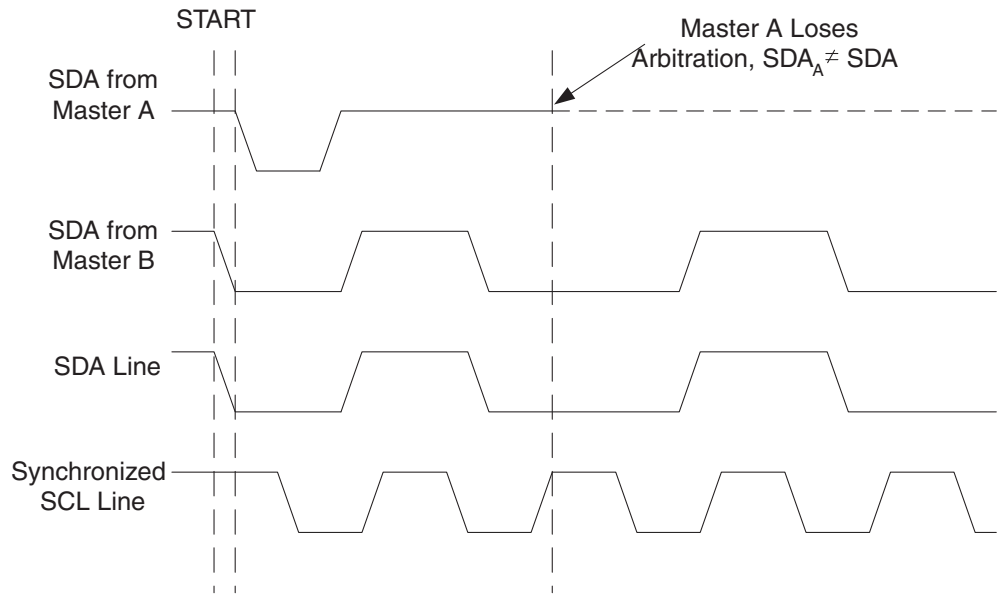 START
Master A Loses
Arbitration, SDA_A ≠ SDA
SDA from
Master A
SDA from
Master B
SDA Line
Synchronized
SCL Line